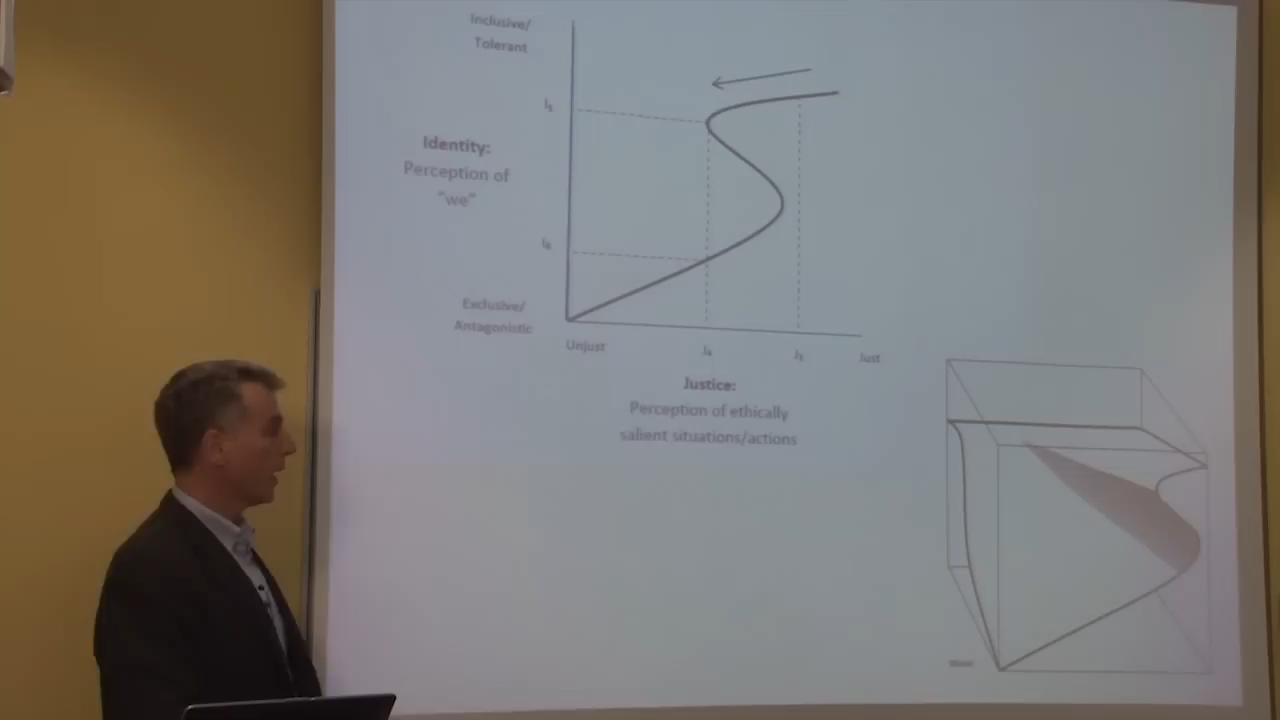 Inclusive/
Tolerant
Identity:
Perception of
"we"
Exclusive/
Antagonistic
Unjust
Just
Justice:
Perception of ethically
salient situations/actions